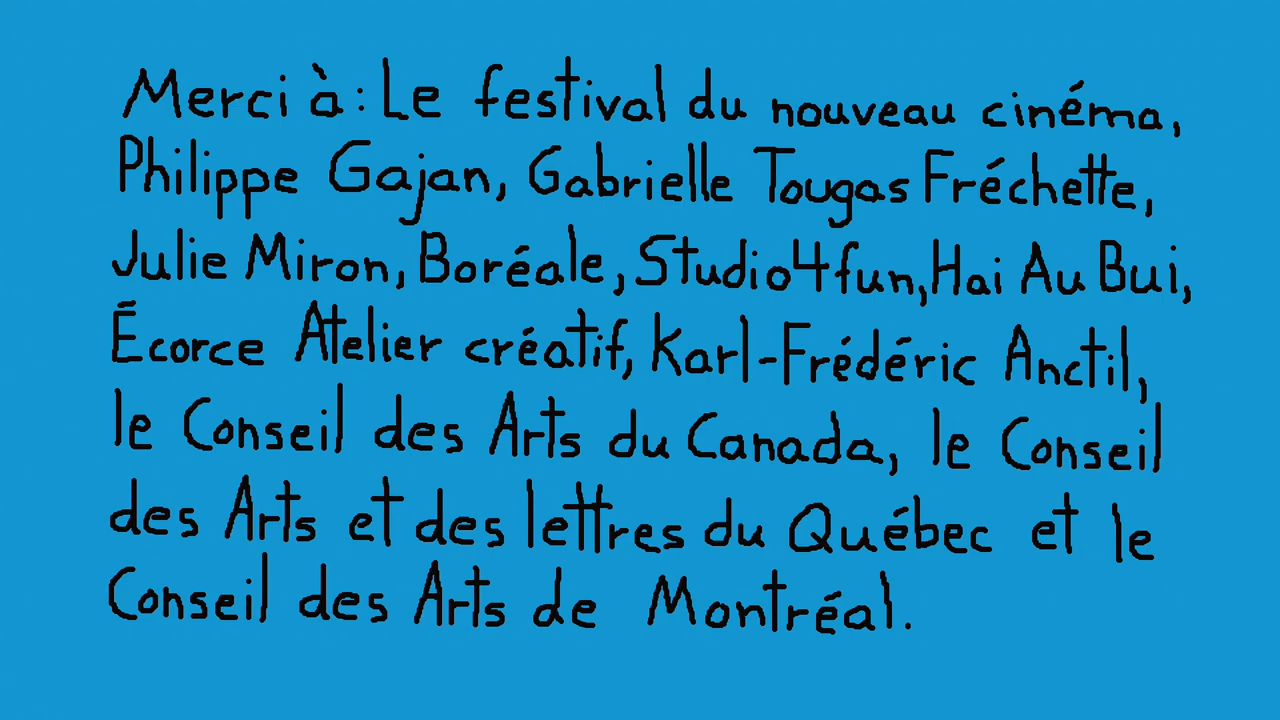 Merci à: Le festival du nouveau cinéma,
Philippe Gajan, Gabrielle Tougas Fréchette,
Julie Miron, Boréale, Studio4fun, Hai Au Bui,
Écorce Atelier créatif, Karl-Frédéric Anctil,
le Conseil des Arts du Canada, le Conseil
des Arts et des lettres du Québec et le
Conseil des Arts de Montréal.